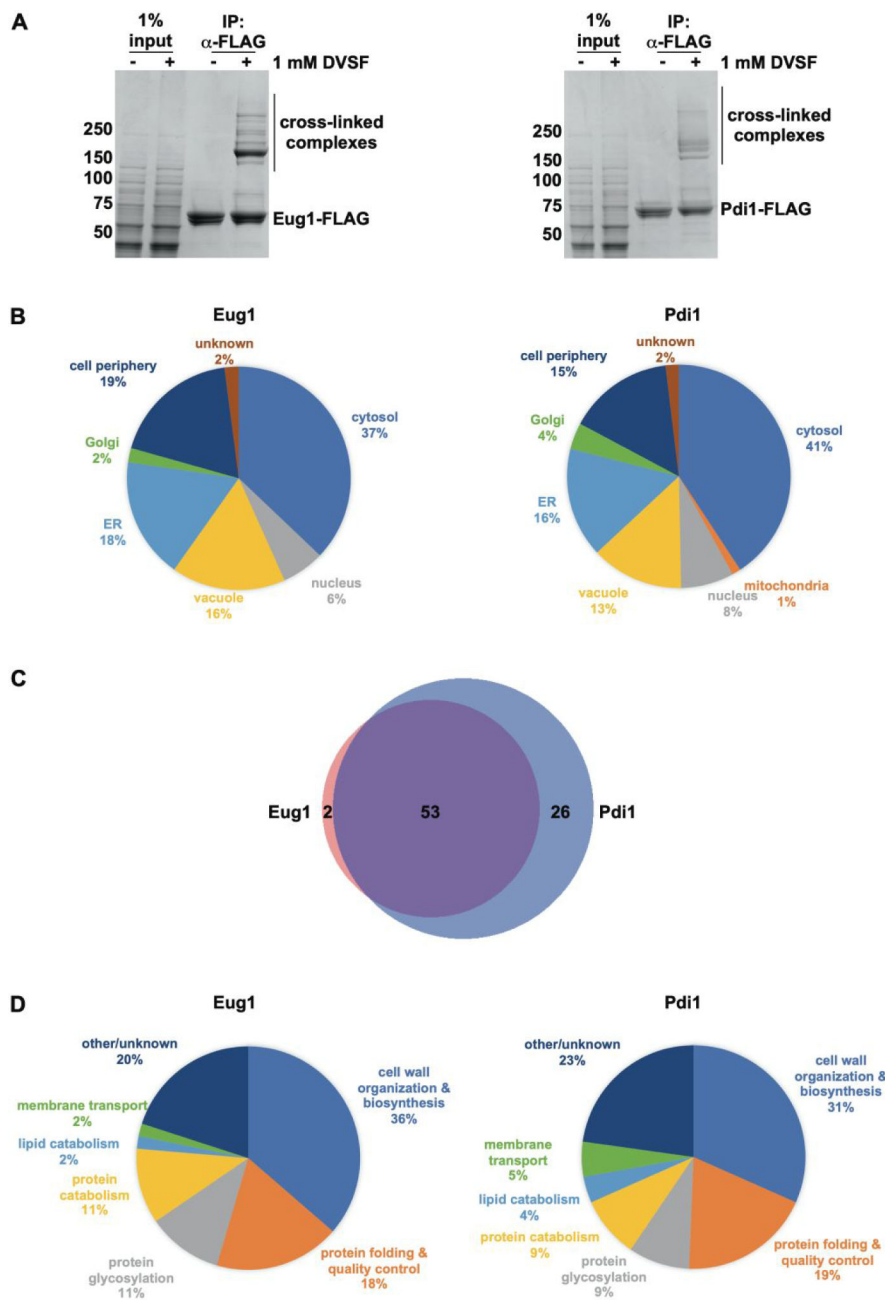 A
1%
input
IP:
α-FLAG
- + - + 1 mM DVSF
250
150
100
75
50
cross-linked
complexes
Eug1-FLAG
1%
input
IP:
α-FLAG
- + - + 1 mM DVSF
250
150
100
75
50
cross-linked
complexes
Pdi1-FLAG
B
Eug1
unknown
2%
cell periphery
19%
cytosol
37%
Golgi
2%
ER
18%
nucleus
6%
vacuole
16%
Pdi1
unknown
2%
cell periphery
15%
cytosol
41%
Golgi
4%
ER
16%
mitochondria
1%
nucleus
8%
vacuole
13%
C
Eug1 2 53 26 Pdi1
D
Eug1
other/unknown
20%
cell wall
organization &
biosynthesis
36%
membrane transport
2%
lipid catabolism
2%
protein
catabolism
11%
protein
glycosylation
11%
protein folding &
quality control
18%
Pdi1
other/unknown
23%
cell wall
organization &
biosynthesis
31%
membrane
transport
5%
lipid catabolism
4%
protein catabolism
9%
protein
glycosylation
9%
protein folding &
quality control
19%